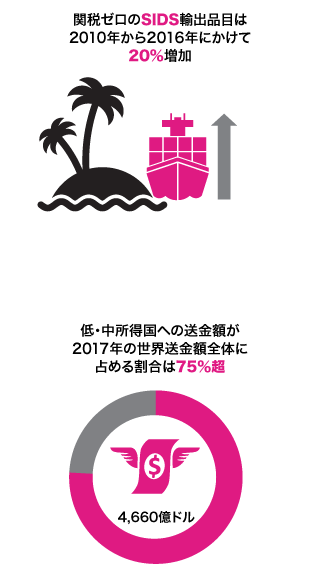 関税ゼロのSIDS輸出品目は
2010年から2016年にかけて
20%増加
低・中所得国への送金額が
2017年の世界送金額全体に
占める割合は75%超
$
4,660億ドル